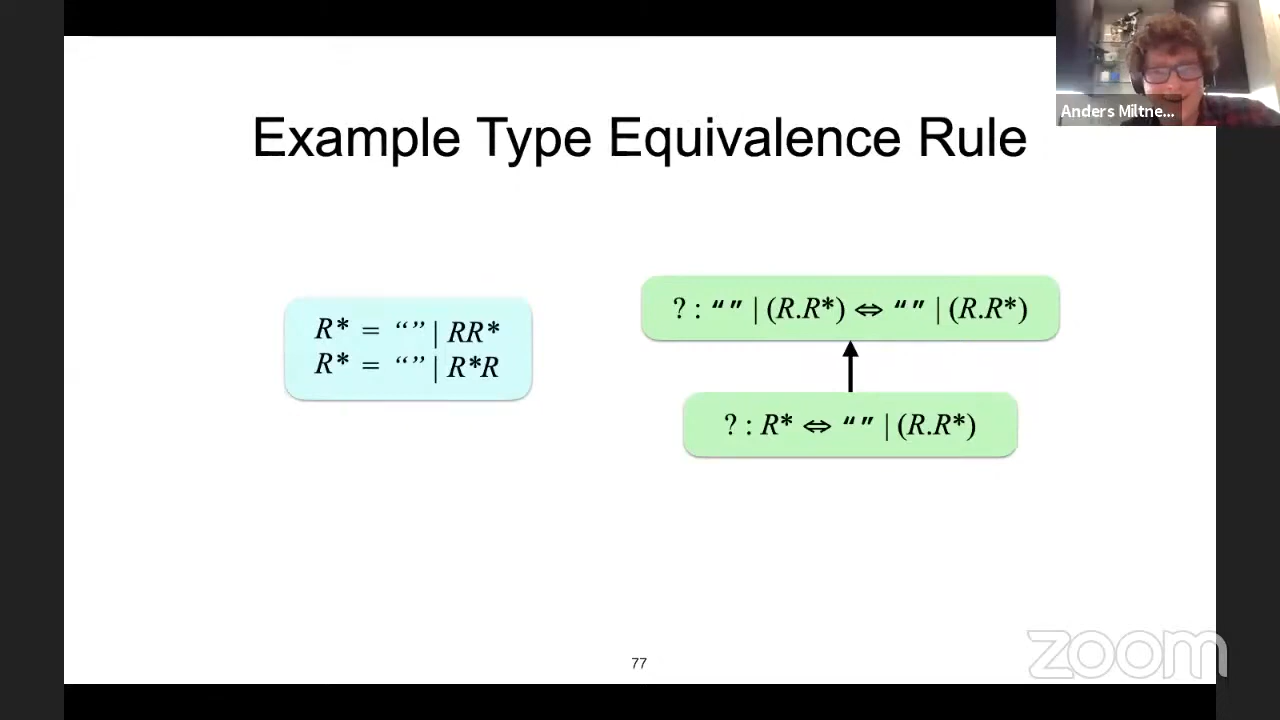 Anders Miltne...
Example Type Equivalence Rule
R* = “” | RR*
R* = “” | R*R
? : “” | (R.R*) ⇔ “” | (R.R*)
? : R* ⇔ “” | (R.R*)
77
zoom